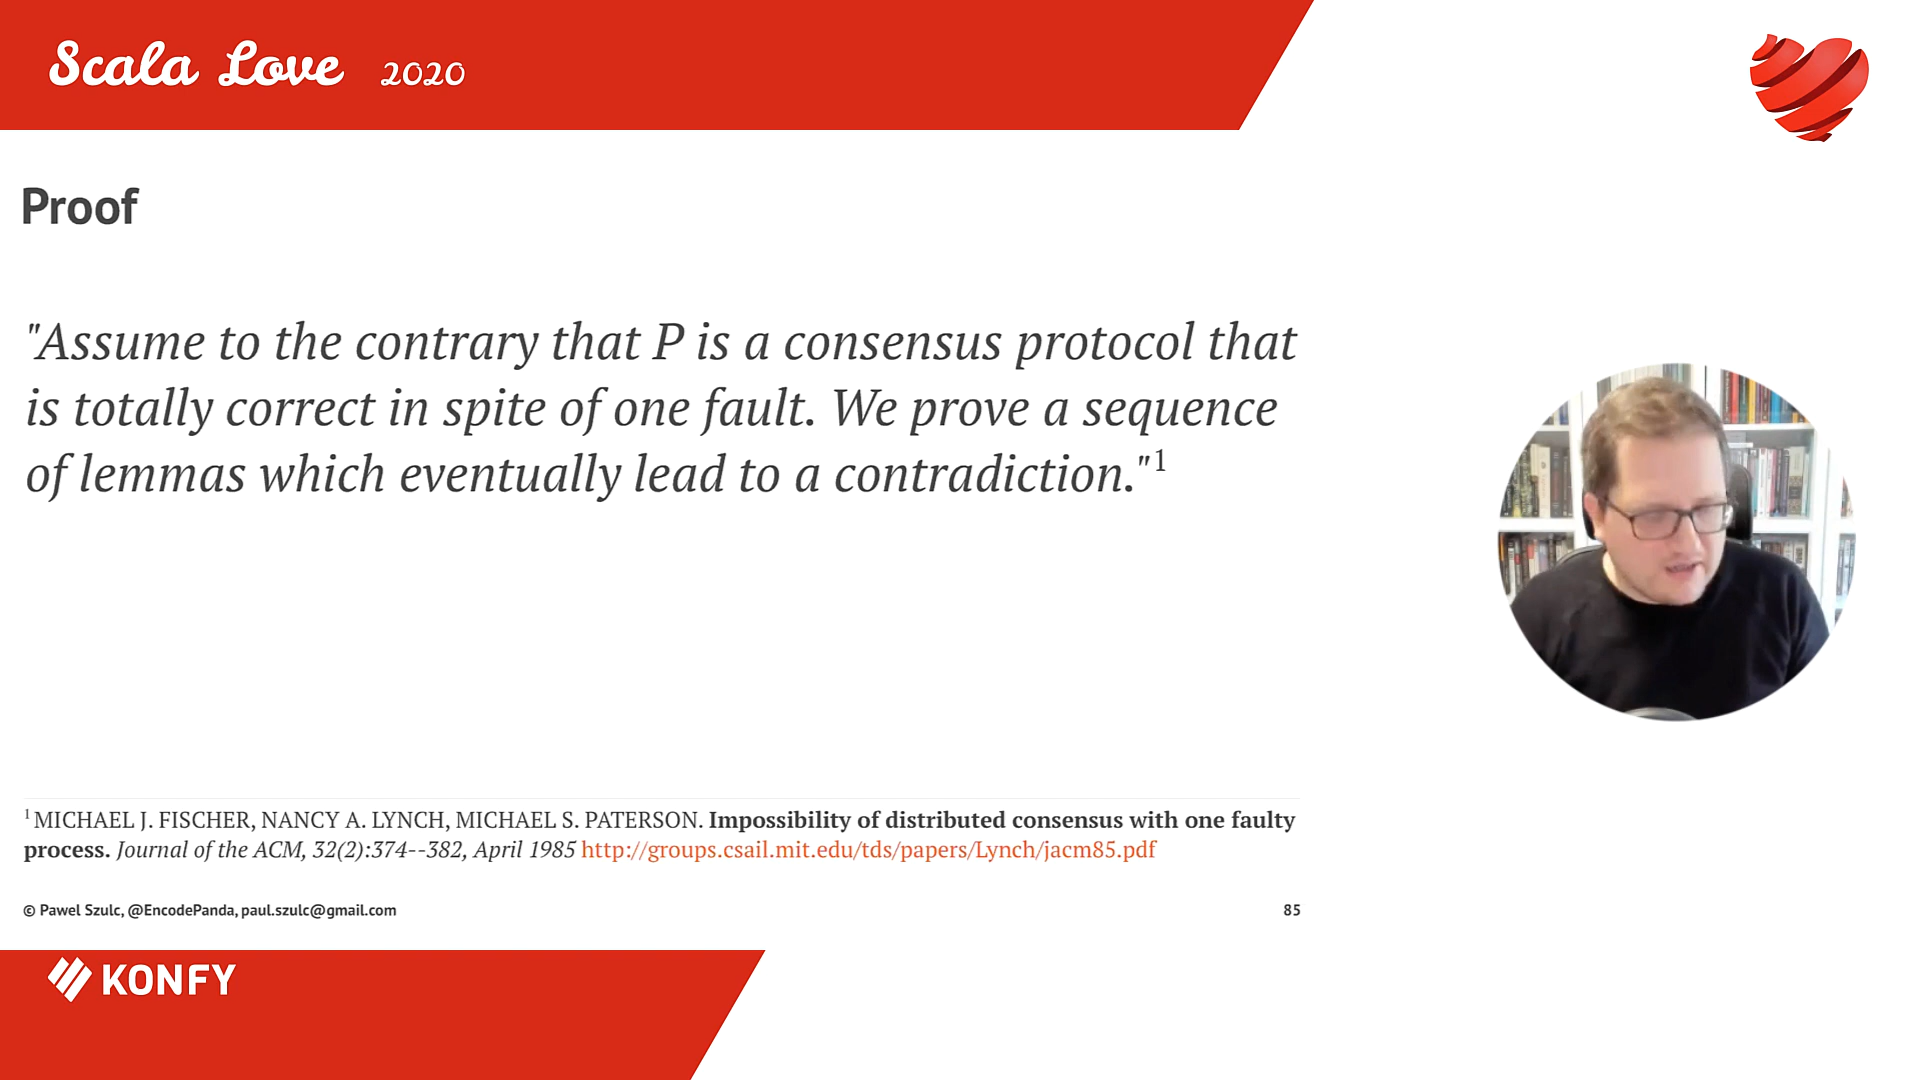 Scala Love 2020
Proof
"Assume to the contrary that P is a consensus protocol that
is totally correct in spite of one fault. We prove a sequence
of lemmas which eventually lead to a contradiction."1
1 MICHAEL J. FISCHER, NANCY A. LYNCH, MICHAEL S. PATERSON. Impossibility of distributed consensus with one faulty
process. Journal of the ACM, 32(2):374--382, April 1985 http://groups.csail.mit.edu/tds/papers/Lynch/jacm85.pdf
© Pawel Szulc, @EncodePanda, paul.szulc@gmail.com
85
KONFY